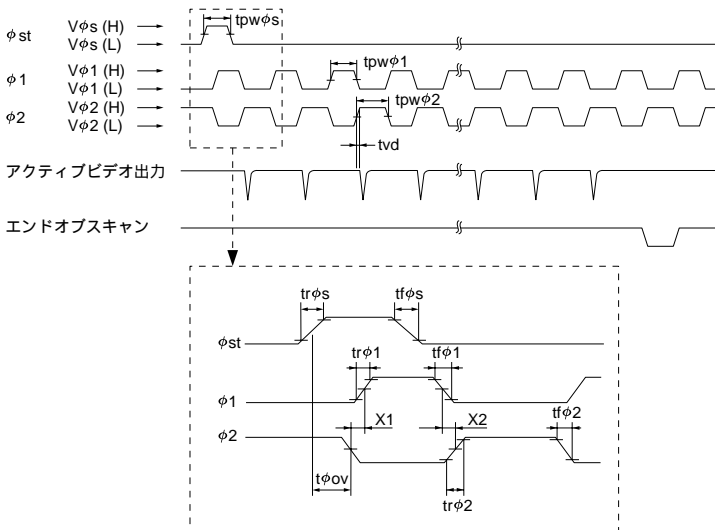 tpwφs
φst
Vφs (H)
Vφs (L)
φ1
Vφ1 (H)
Vφ1 (L)
tpwφ1
φ2
Vφ2 (H)
Vφ2 (L)
tpwφ2
tvd
アクティブビデオ出力
エンドオブスキャン
trφs
tfφs
φst
trφ1
tfφ1
φ1
X1
X2
tfφ2
φ2
tφov
trφ2